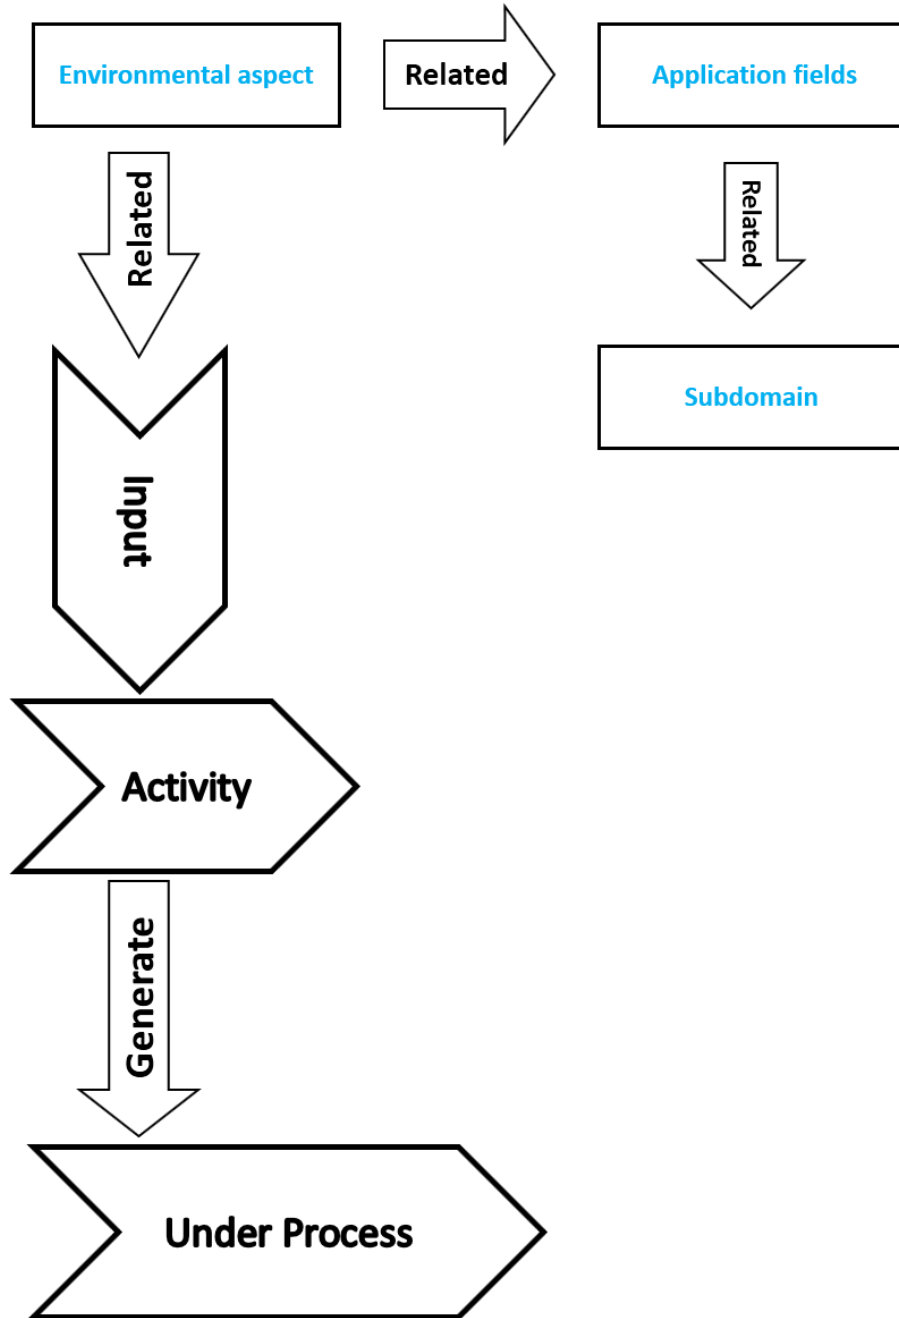 Environmental aspect
Related
Application fields
Related
Related
Subdomain
Input
Activity
Generate
Under Process